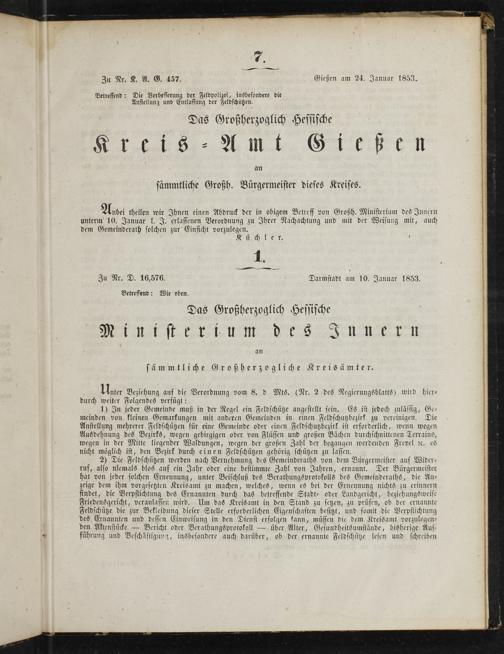 7.
Zu Nr. K. A. G. 457. Gießen am 24. Januar 1853.
Betreffend: Die Verbesserung der Feldpolizei, insbesondere die
Anstellung und Entlassung der Feldschützen.
Das Großherzoglich Hessische
Kreis-Amt Gießen
an
sämmtliche Großh. Bürgermeister dieses Kreises.
Anbei theilen wir Ihnen einen Abdruck der in obigem Betreff von Großh. Ministerium des Innern
unterm 10. Januar l. J. erlassenen Verordnung zu Ihrer Nachachtung und mit der Weisung mit, auch
dem Gemeinderath solchen zur Einsicht vorzulegen.
Küchler.
1.
Zu Nr. D. 16,576. Darmstadt am 10. Januar 1853.
Betreffend: Wie oben.
Das Großherzoglich Hessische
Ministerium des Innern
an
sämmtliche Großherzogliche Kreisämter.
Unter Beziehung auf die Verordnung vom 8. d Mts. (Nr. 2 des Regierungsblatts) wird hier-
durch weiter Folgendes verfügt:
1) In jeder Gemeinde muß in der Regel ein Feldschütze angestellt sein. Es ist jedoch zulässig, Ge-
meinden von kleinen Gemarkungen mit anderen Gemeinden in einem Feldschutzbezirk zu vereinigen. Die
Anstellung mehrerer Feldschützen für eine Gemeinde oder einen Feldschutzbezirk ist erforderlich, wenn wegen
Ausdehnung des Bezirks, wegen gebirgigen oder von Flüssen und großen Bächen durchschnittenen Terrains,
wegen in der Mitte liegender Waldungen, oder wegen der großen Zahl der begangen werdenden Frevel ꝛc. es
nicht möglich ist, den Bezirk durch einen Feldschützen gehörig schützen zu lassen.
2) Die Feldschützen werden nach Vernehmung des Gemeinderaths von dem Bürgermeister auf Wider-
ruf, also niemals blos auf ein Jahr oder eine bestimmte Zahl von Jahren, ernannt. Der Bürgermeister
hat von jeder solchen Ernennung, unter Beischluß des Berathungsprotokolls des Gemeinderaths, die An-
zeige dem ihm vorgesetzten Kreisamt zu machen, welches, wenn es bei der Ernennung nichts zu erinnern
findet, die Verpflichtung des Ernannten durch das betreffende Stadt- oder Landgericht, beziehungsweise
Friedensgericht, veranlassen wird. Um das Kreisamt in den Stand zu setzen, zu prüfen, ob der ernannte
Feldschütze die zur Bekleidung dieser Stelle erforderlichen Eigenschaften besitzt, und somit die Verpflichtung
des Ernannten und dessen Einweisung in den Dienst erfolgen kann, müssen die dem Kreisamt vorzulegen-
den Aktenstücke — Bericht oder Berathungsprotokoll — über Alter, Gesundheitsumstände, bisherige Auf-
führung und Beschäftigung, insbesondere auch darüber, ob der ernannte Feldschütze lesen und schreiben